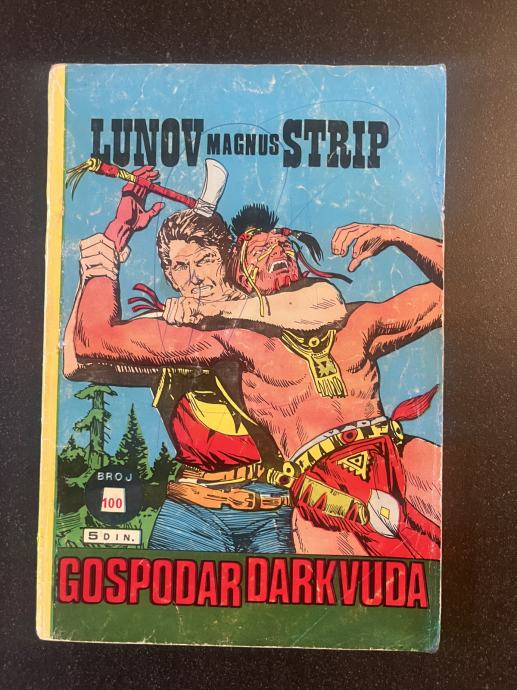 LUNOV MAGNUS STRIP
BROJ
100
5 DIN.
GOSPODAR DARKVUDA